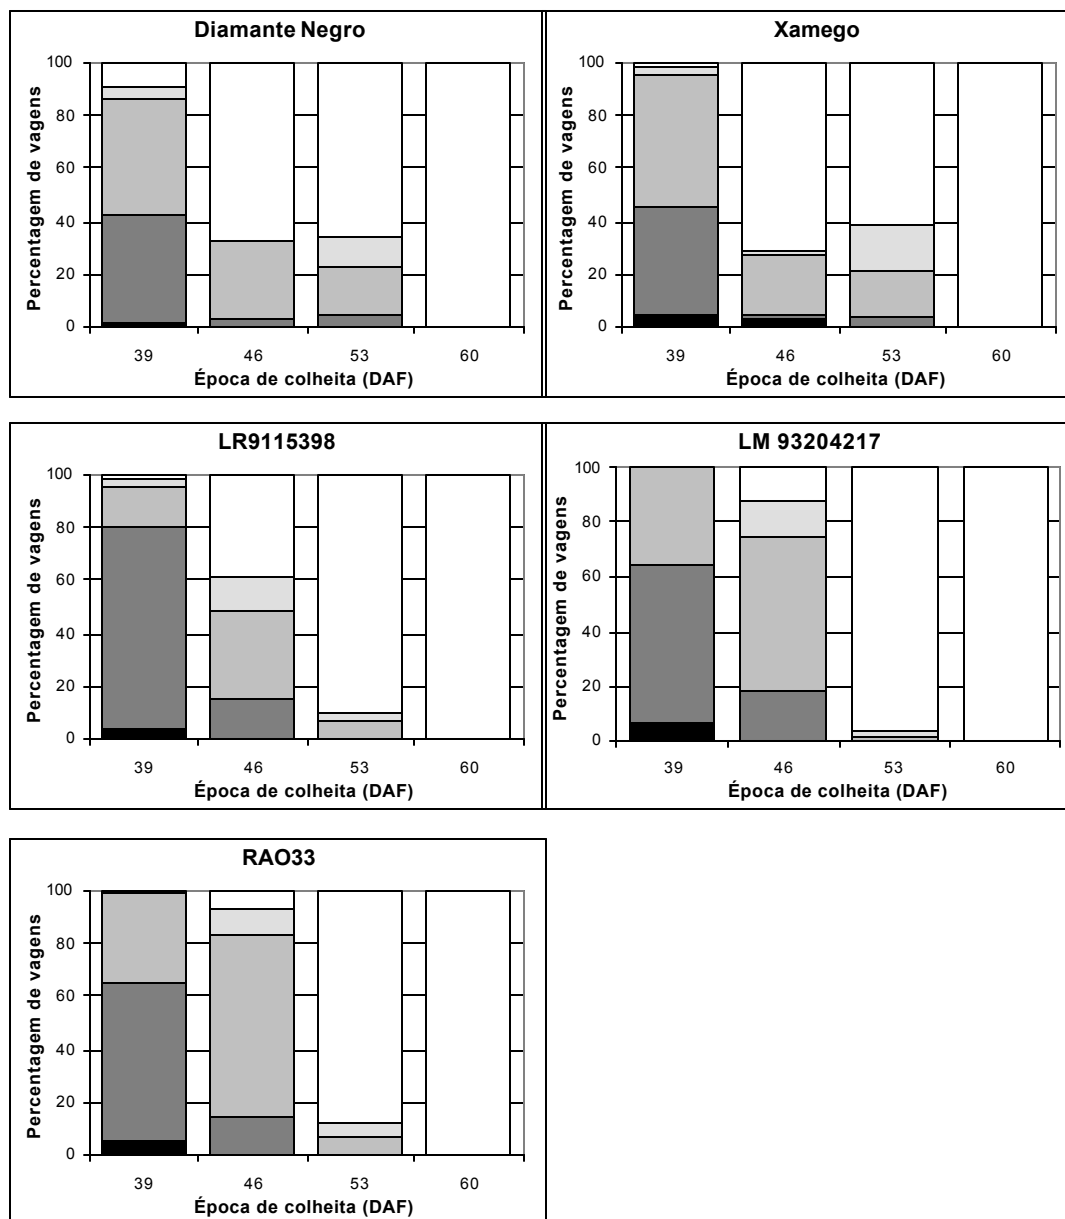 Diamante Negro
Percentagem de vagens
100
80
60
40
20
0
39 46 53 60
Época de colheita (DAF)
Xamego
Percentagem de vagens
100
80
60
40
20
0
39 46 53 60
Época de colheita (DAF)
LR9115398
Percentagem de vagens
100
80
60
40
20
0
39 46 53 60
Época de colheita (DAF)
LM 93204217
Percentagem de vagens
100
80
60
40
20
0
39 46 53 60
Época de colheita (DAF)
RAO33
Percentagem de vagens
100
80
60
40
20
0
39 46 53 60
Época de colheita (DAF)